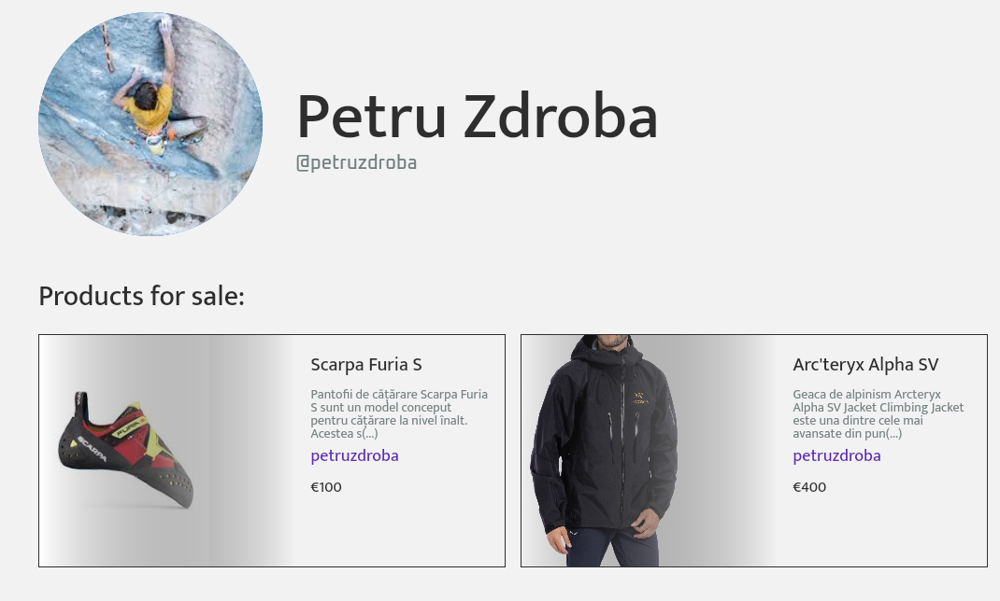 Petru Zdroba
@petruzdroba
Products for sale:
Scarpa Furia S
Pantofii de cățărare Scarpa Furia
S sunt un model conceput
pentru cățărare la nivel înalt.
Acestea s(...)
petruzdroba
€100
FURIA S
SCARPA
Arc'teryx Alpha SV
Geaca de alpinism Arcteryx
Alpha SV Jacket Climbing Jacket
este una dintre cele mai
avansate din pun(...)
petruzdroba
€400